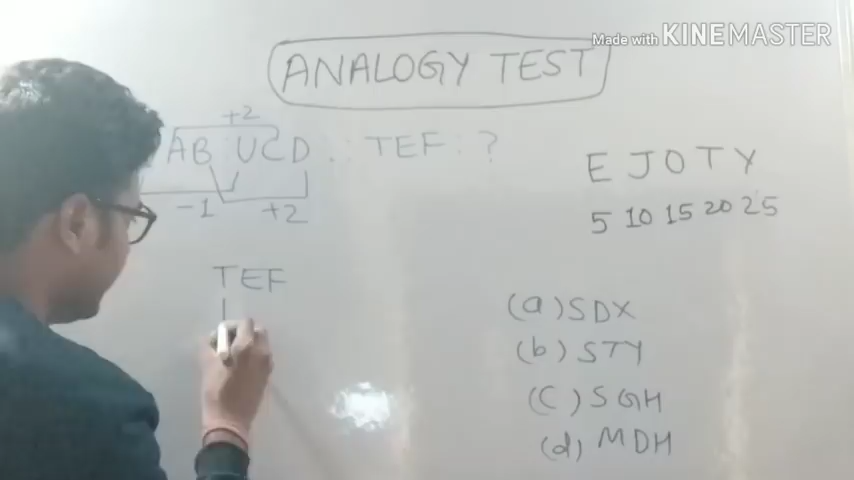 Made with KINEMASTER
ANALOGY TEST
+2
AB UCD :: TEF : ?
-1 +2
E J O T Y
5 10 15 20 25
TEF
(a) SDX
(b) STY
(C) SGH
(d) MDH